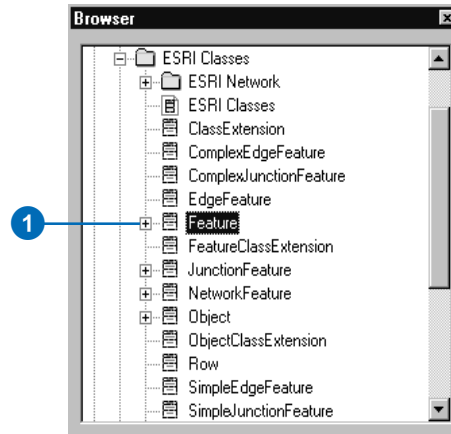 Browser
ESRI Classes
ESRI Network
ESRI Classes
ClassExtension
ComplexEdgeFeature
ComplexJunctionFeature
EdgeFeature
1
Feature
FeatureClassExtension
JunctionFeature
NetworkFeature
Object
ObjectClassExtension
Row
SimpleEdgeFeature
SimpleJunctionFeature